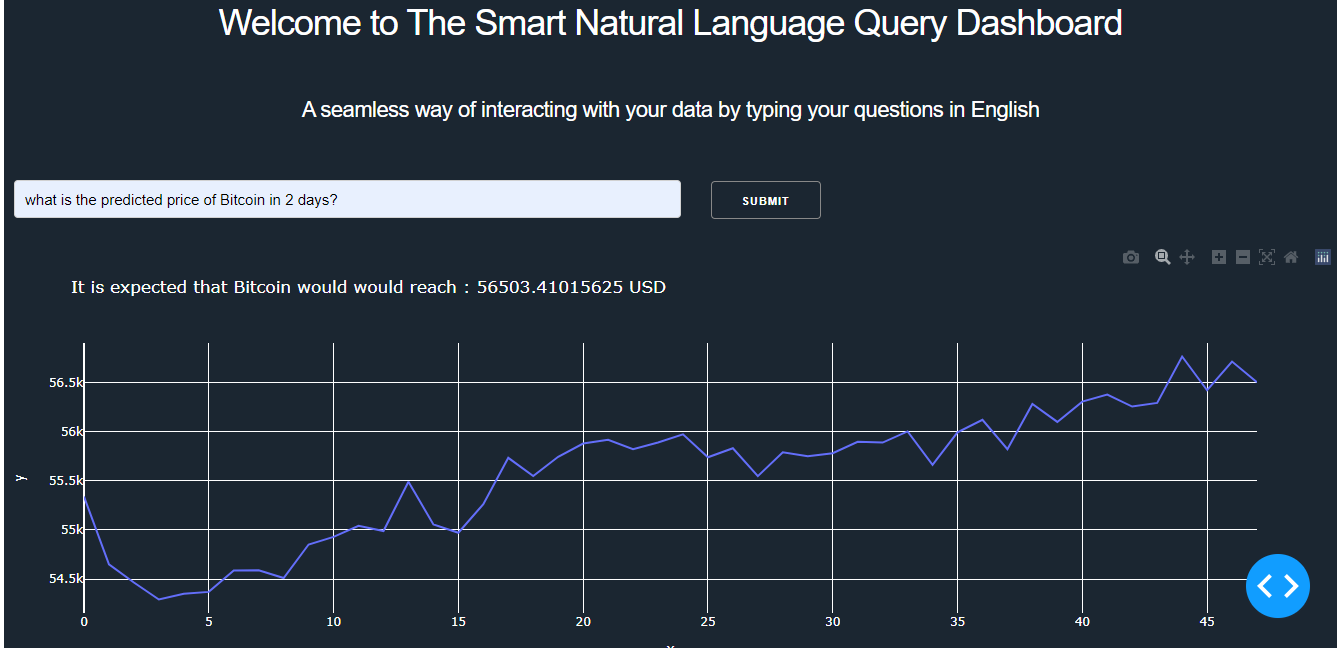 Welcome to The Smart Natural Language Query Dashboard
A seamless way of interacting with your data by typing your questions in English
what is the predicted price of Bitcoin in 2 days?
SUBMIT
It is expected that Bitcoin would would reach : 56503.41015625 USD
56.5k
56k
55.5k
55k
54.5k
y
0 5 10 15 20 25 30 35 40 45